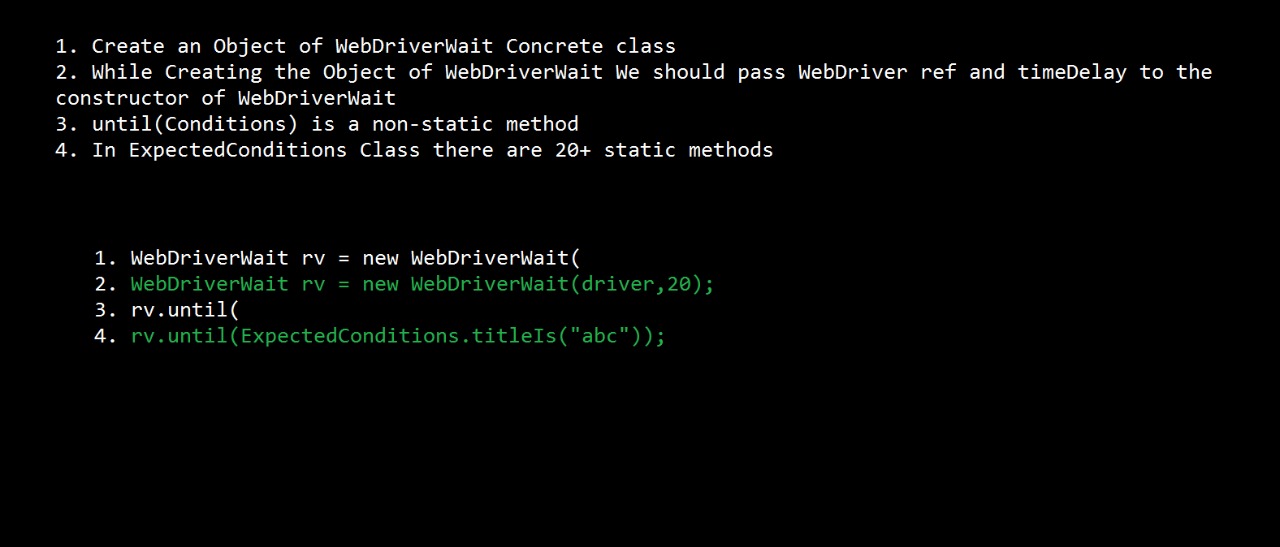 1. Create an Object of WebDriverWait Concrete class
2. While Creating the Object of WebDriverWait We should pass WebDriver ref and timeDelay to the
constructor of WebDriverWait
3. until(Conditions) is a non-static method
4. In ExpectedConditions Class there are 20+ static methods
1. WebDriverWait rv = new WebDriverWait(
2. WebDriverWait rv = new WebDriverWait(driver,20);
3. rv.until(
4. rv.until(ExpectedConditions.titleIs("abc"));